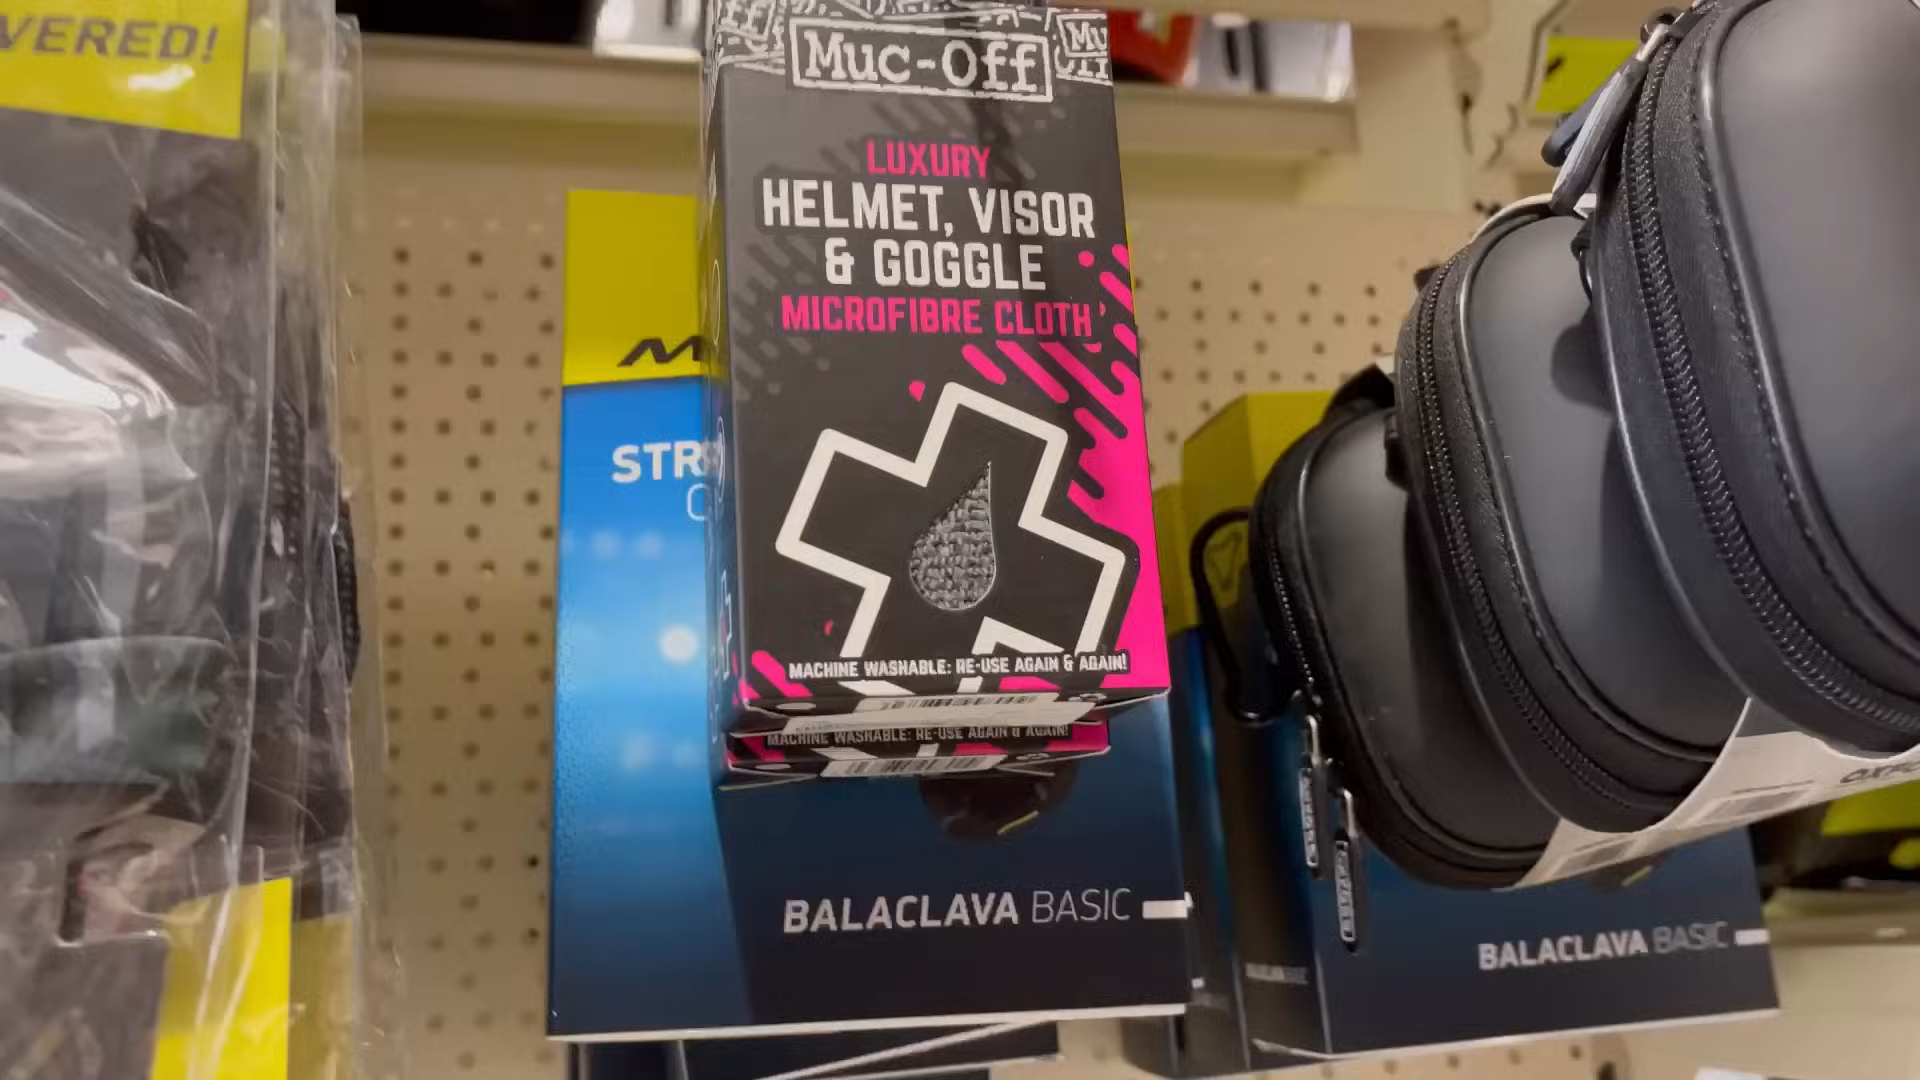 VERED!
Muc-Off
LUXURY
HELMET, VISOR
& GOGGLE
MICROFIBRE CLOTH
MACHINE WASHABLE: RE-USE AGAIN & AGAIN!
MACHINE WASHABLE: RE-USE AGAIN & AGAIN!
STR
BALACLAVA BASIC
BALACLAVA BASIC